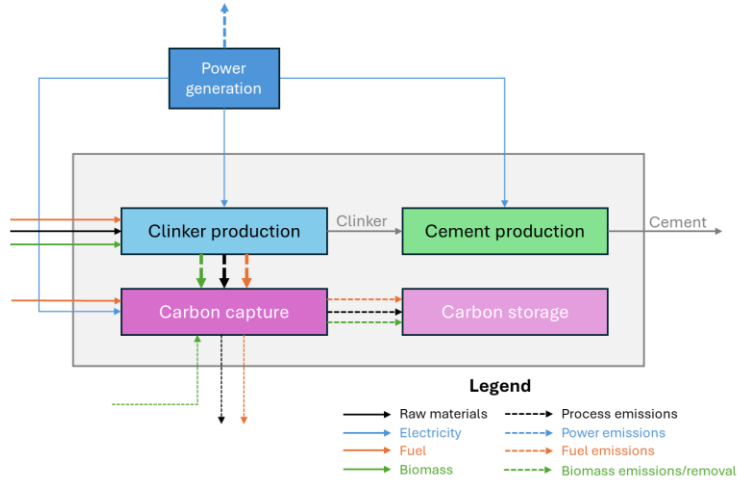 Power
generation
Clinker production
Clinker
Cement production
Cement
Carbon capture
Carbon storage
Legend
Raw materials
Process emissions
Electricity
Power emissions
Fuel
Fuel emissions
Biomass
Biomass emissions/removal